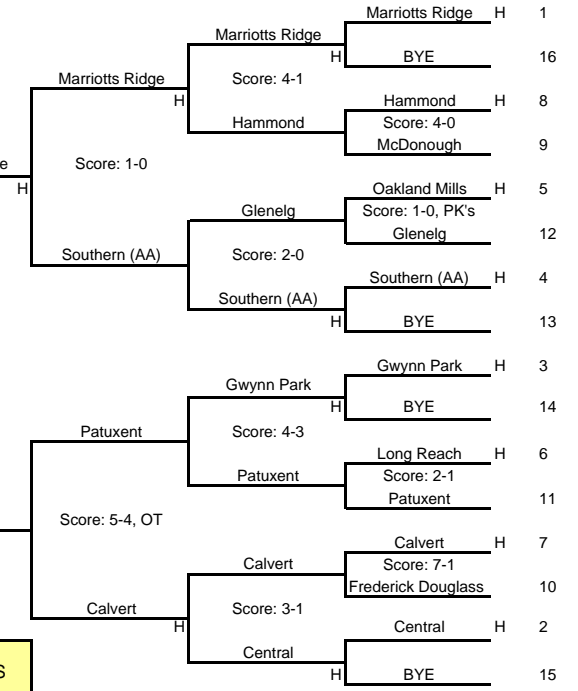 Marriotts Ridge H 1
Marriotts Ridge
H BYE 16
Marriotts Ridge Score: 4-1
H Hammond H 8
Hammond Score: 4-0
McDonough 9
e Score: 1-0
H Oakland Mills H 5
Glenelg Score: 1-0, PK's
Glenelg 12
Southern (AA) Score: 2-0
Southern (AA) H 4
Southern (AA)
H BYE 13
Gwynn Park H 3
Gwynn Park
H BYE 14
Patuxent Score: 4-3
Long Reach H 6
Patuxent Score: 2-1
Patuxent 11
Score: 5-4, OT
Calvert H 7
Calvert Score: 7-1
Frederick Douglass 10
Calvert Score: 3-1
H Central H 2
Central
S H BYE 15